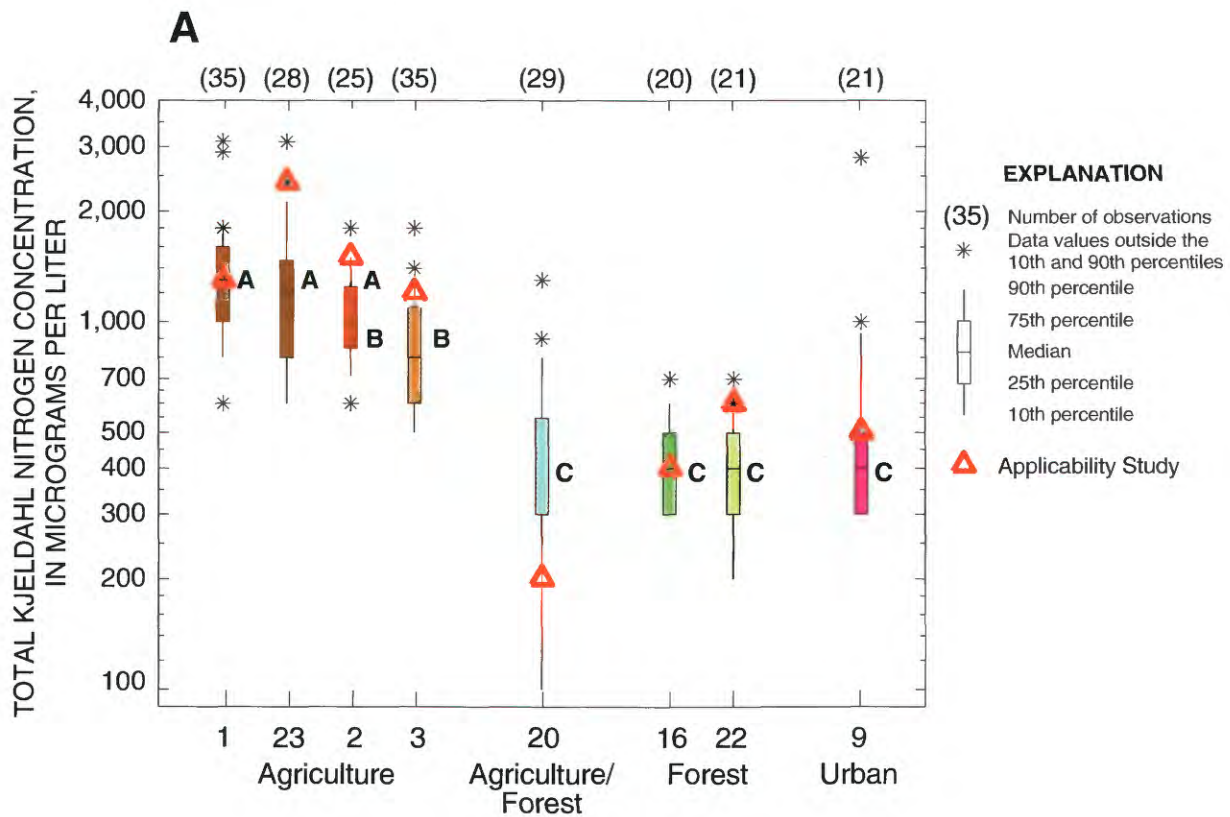 A
(35) (28) (25) (35) (29) (20) (21) (21)
TOTAL KJELDAHL NITROGEN CONCENTRATION,
IN MICROGRAMS PER LITER
4,000
3,000
2,000
1,000
700
500
400
300
200
100
A A A B B C C C C
1 23 2 3 20 16 22 9
Agriculture Agriculture/ Forest Urban
Forest
EXPLANATION
(35) Number of observations
* Data values outside the
10th and 90th percentiles
90th percentile
75th percentile
Median
25th percentile
10th percentile
Applicability Study